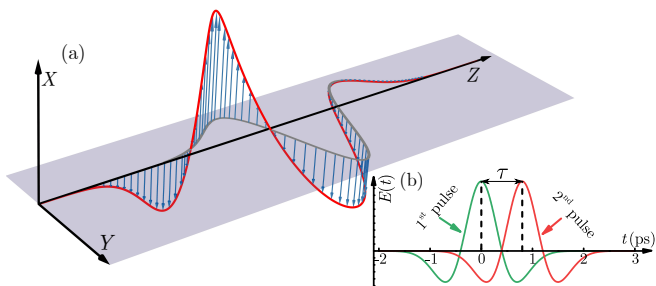 (a)
X
Z
Y
(b)
E(t)
τ
1st pulse
2nd pulse
t(ps)
-2 -1 0 1 2 3